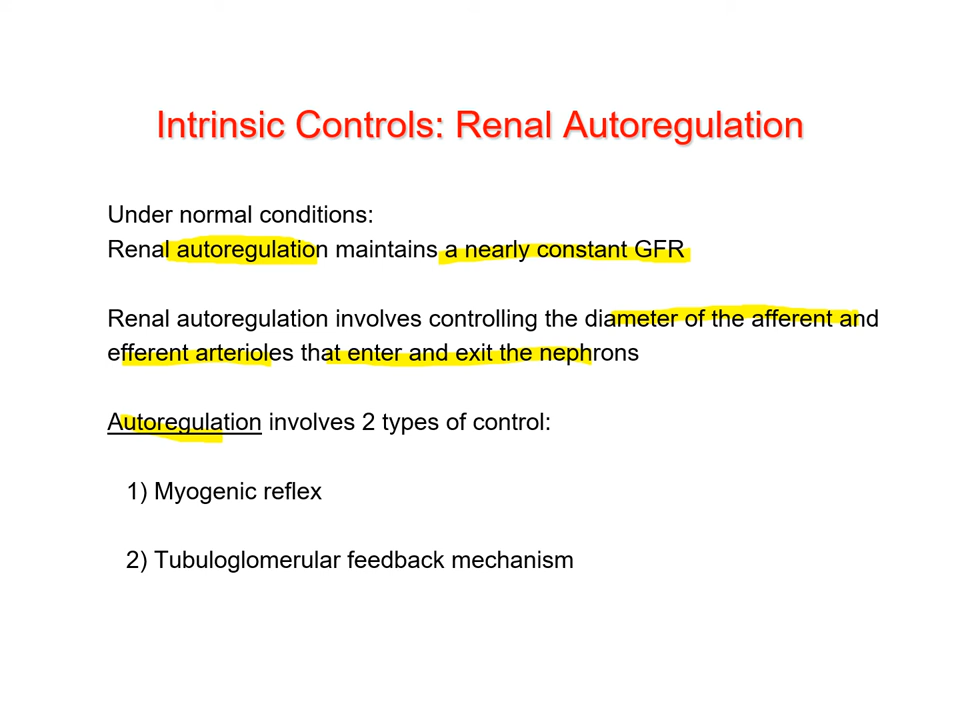 Intrinsic Controls: Renal Autoregulation
Under normal conditions:
Renal autoregulation maintains a nearly constant GFR
Renal autoregulation involves controlling the diameter of the afferent and
efferent arterioles that enter and exit the nephrons
Autoregulation involves 2 types of control:
1) Myogenic reflex
2) Tubuloglomerular feedback mechanism